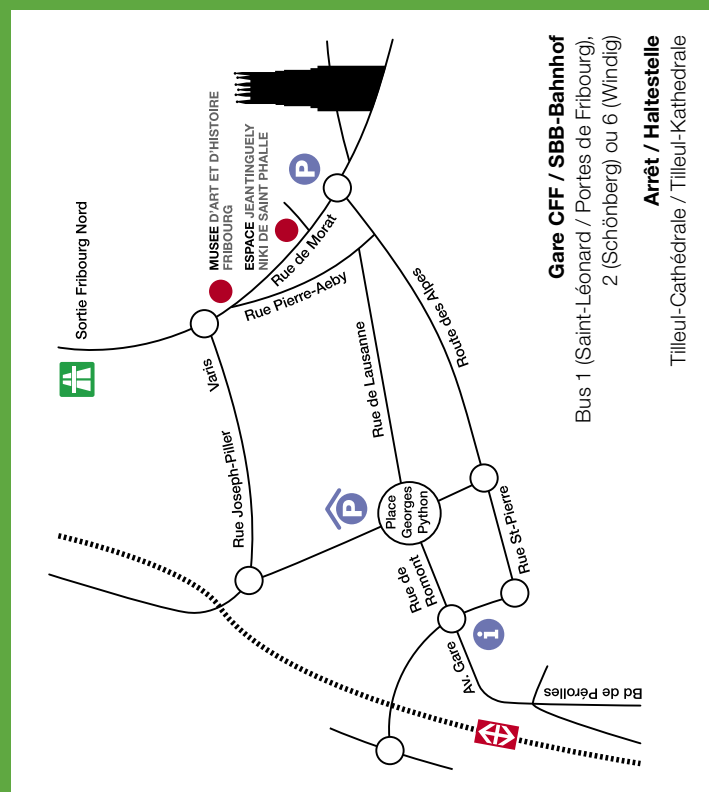 Sortie Fribourg Nord
MUSEE D'ART ET D'HISTOIRE
FRIBOURG
ESPACE JEAN TINGUELY
NIKI DE SAINT PHALLE
P
Rue de Morat
Rue Pierre-Aeby
Varis
Rue Joseph-Piller
Rue de Lausanne
Route des Alpes
P
Place
Georges
Python
Rue St-Pierre
Rue de
Romont
i
Av. Gare
Bd de Pérolles
Gare CFF / SBB-Bahnhof
Bus 1 (Saint-Léonard / Portes de Fribourg),
2 (Schönberg) ou 6 (Windig)
Arrêt / Haltestelle
Tilleul-Cathédrale / Tilleul-Kathedrale